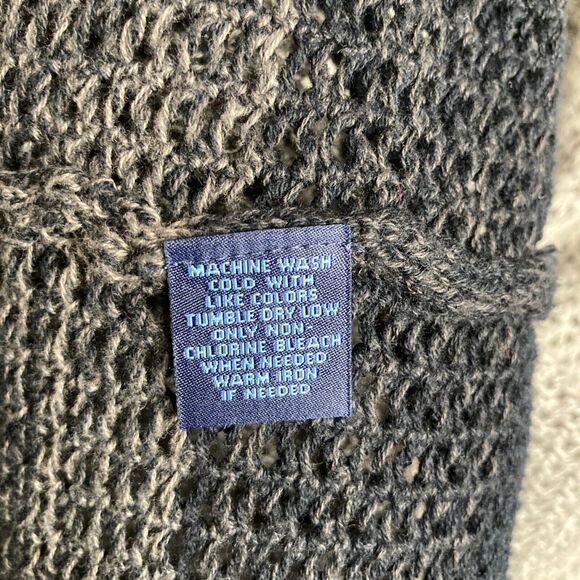 MACHINE WASH
COLD WITH
LIKE COLORS
TUMBLE DRY LOW
ONLY NON-
CHLORINE BLEACH
WHEN NEEDED
WARM IRON
IF NEEDED